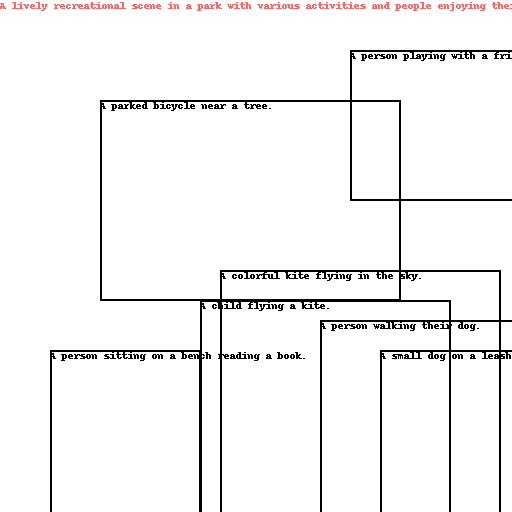 A lively recreational scene in a park with various activities and people enjoying
A person playing with a
A parked bicycle near a tree.
A colorful kite flying in the sky.
A child flying a kite.
A person walking their dog.
A person sitting on a bench reading a book.
A small dog on a leash